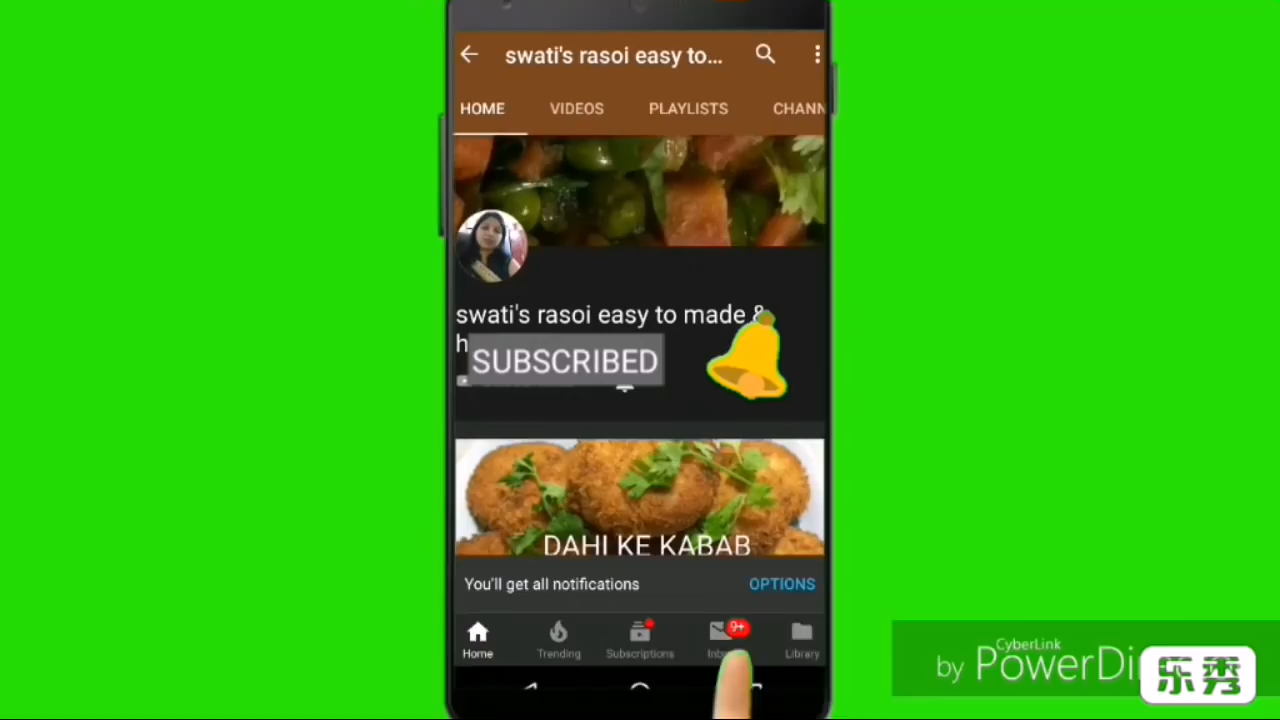 swati's rasoi easy to...
HOME VIDEOS PLAYLISTS CHANN
swati's rasoi easy to made &
h
SUBSCRIBED
DAHI KE KABAB
You'll get all notifications OPTIONS
9+
Home Trending Subscriptions Library
CyberLink
by PowerDi
乐秀